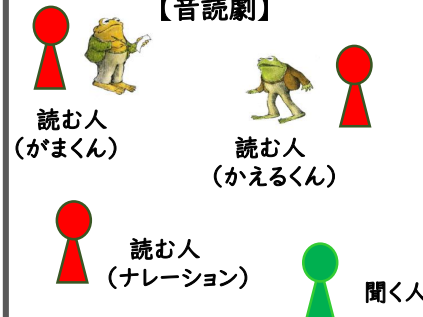 【音読劇】
読む人
(がまくん)
読む人
(かえるくん)
読む人
(ナレーション)
聞く人